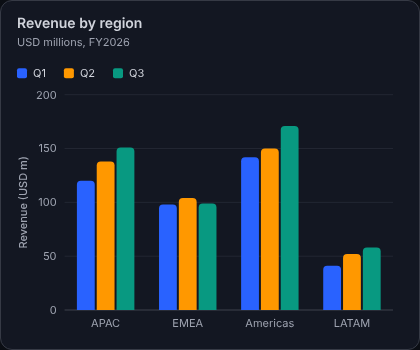 Revenue by region
USD millions, FY2026
Q1 Q2 Q3
Revenue (USD m)
200
150
100
50
0
APAC EMEA Americas LATAM